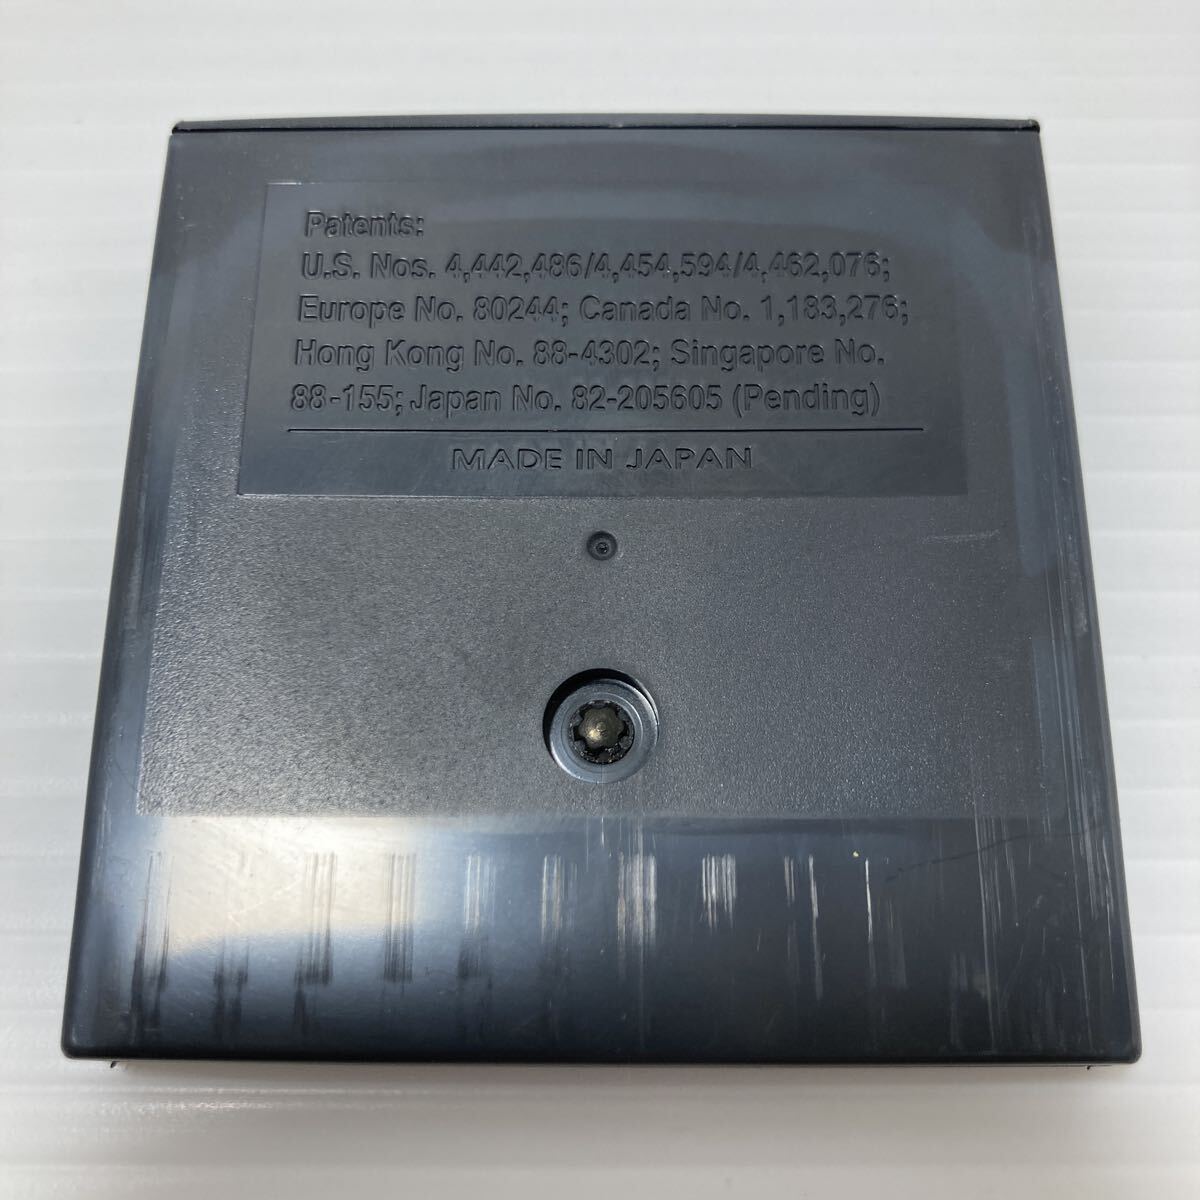 Patents:
U.S. Nos. 4,442,486/4,454,594/4,462,076;
Europe No. 80244; Canada No. 1,183,276;
Hong Kong No. 88-4302; Singapore No.
88-155; Japan No. 82-205605 (Pending)
MADE IN JAPAN